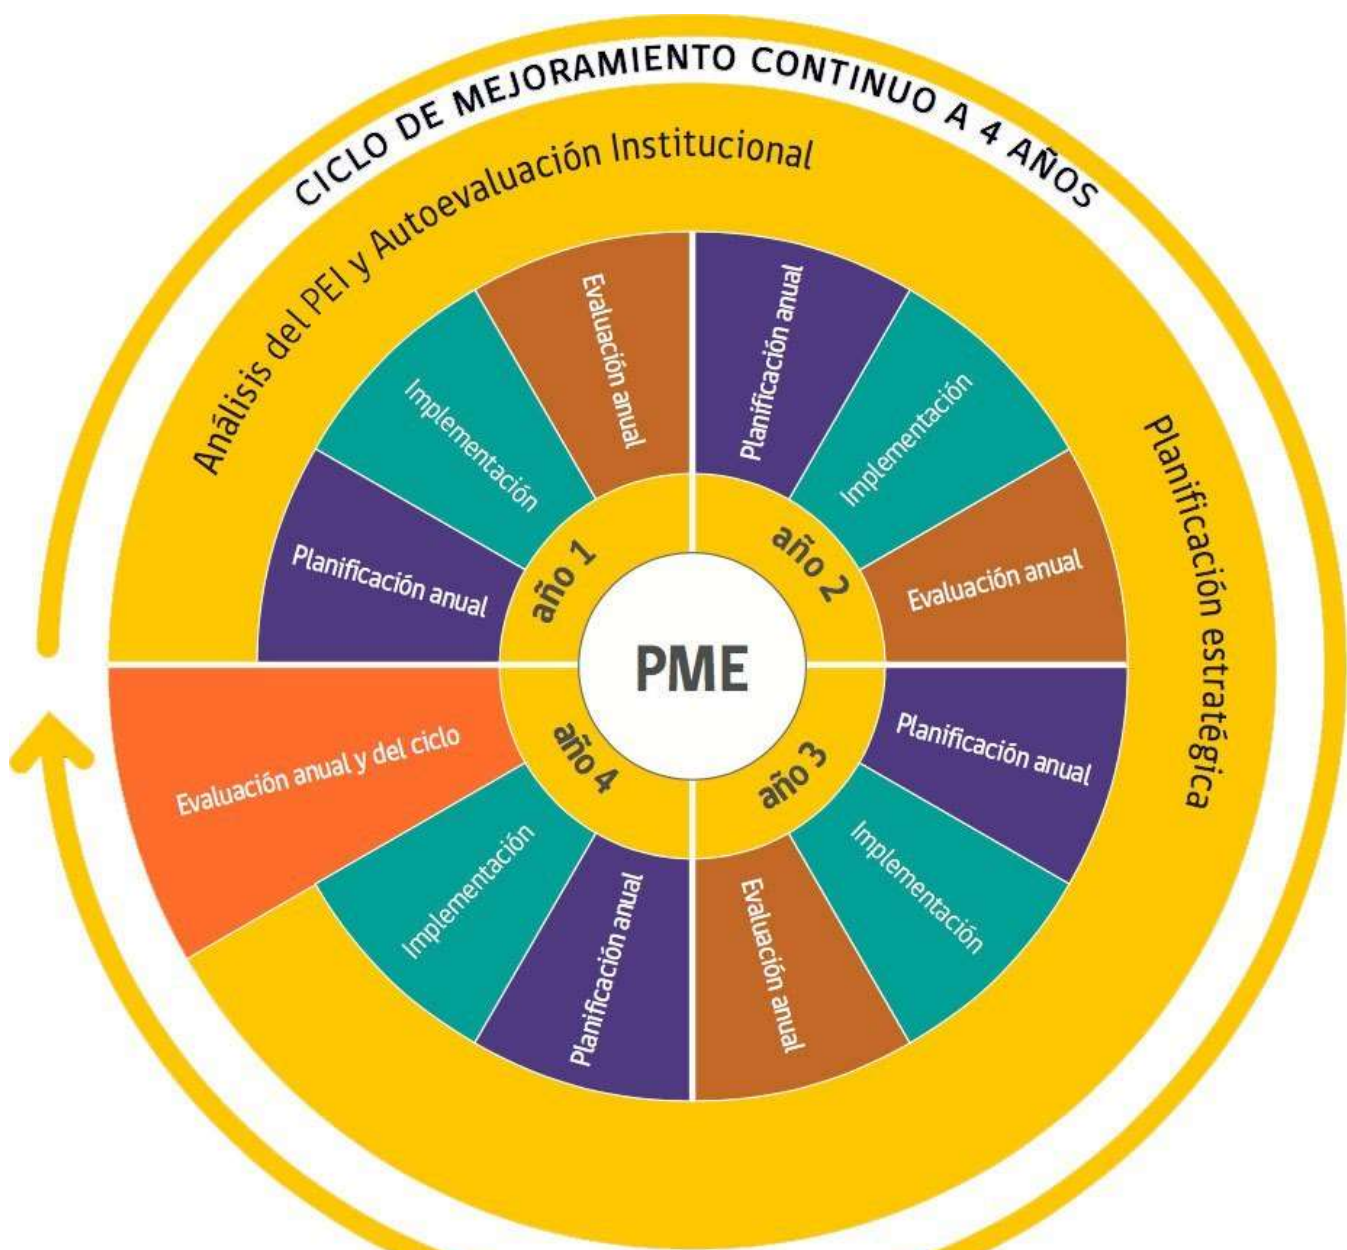 CICLO DE MEJORAMIENTO CONTINUO A 4 AÑOS
Análisis del PEI y Autoevaluación Institucional
Planificación estratégica
Planificación anual
Implementación
Evaluación anual
año 1
Planificación anual
Implementación
Evaluación anual
año 2
Planificación anual
Implementación
Evaluación anual
año 3
Planificación anual
Implementación
Evaluación anual y del ciclo
año 4
PME